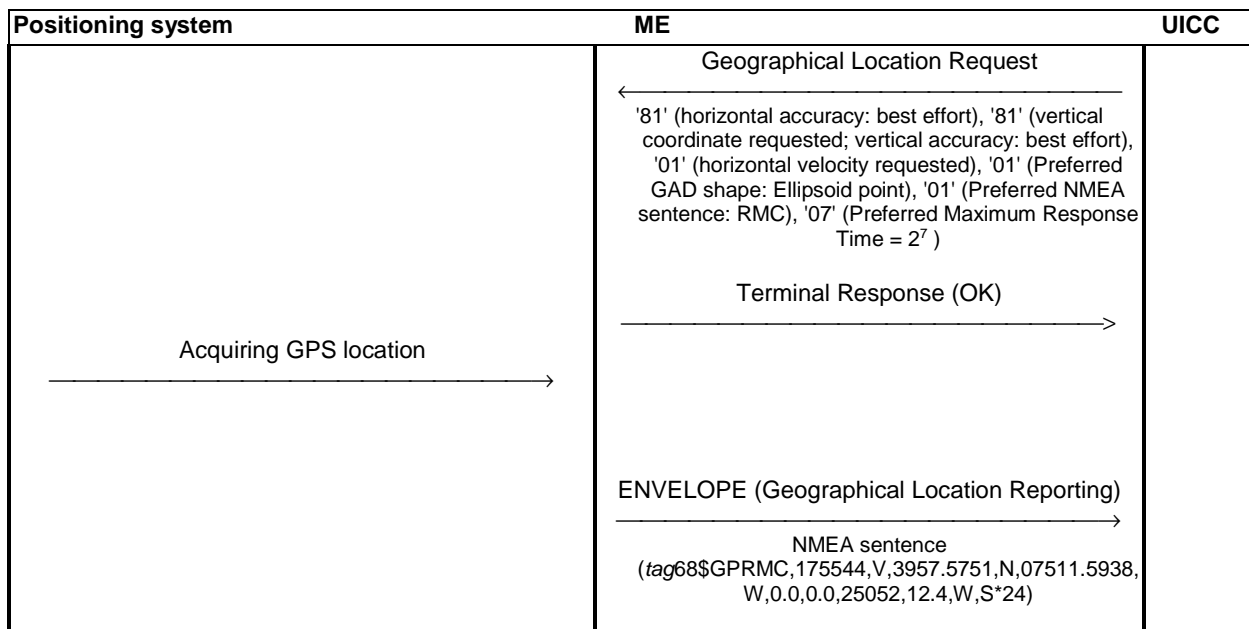 Positioning system ME UICC
Geographical Location Request
'81' (horizontal accuracy: best effort), '81' (vertical
coordinate requested; vertical accuracy: best effort),
'01' (horizontal velocity requested), '01' (Preferred
GAD shape: Ellipsoid point), '01' (Preferred NMEA
sentence: RMC), '07' (Preferred Maximum Response
Time = 2⁷ )
Terminal Response (OK)
Acquiring GPS location
ENVELOPE (Geographical Location Reporting)
NMEA sentence
(tag68$GPRMC,175544,V,3957.5751,N,07511.5938,
W,0.0,0.0,25052,12.4,W,S*24)